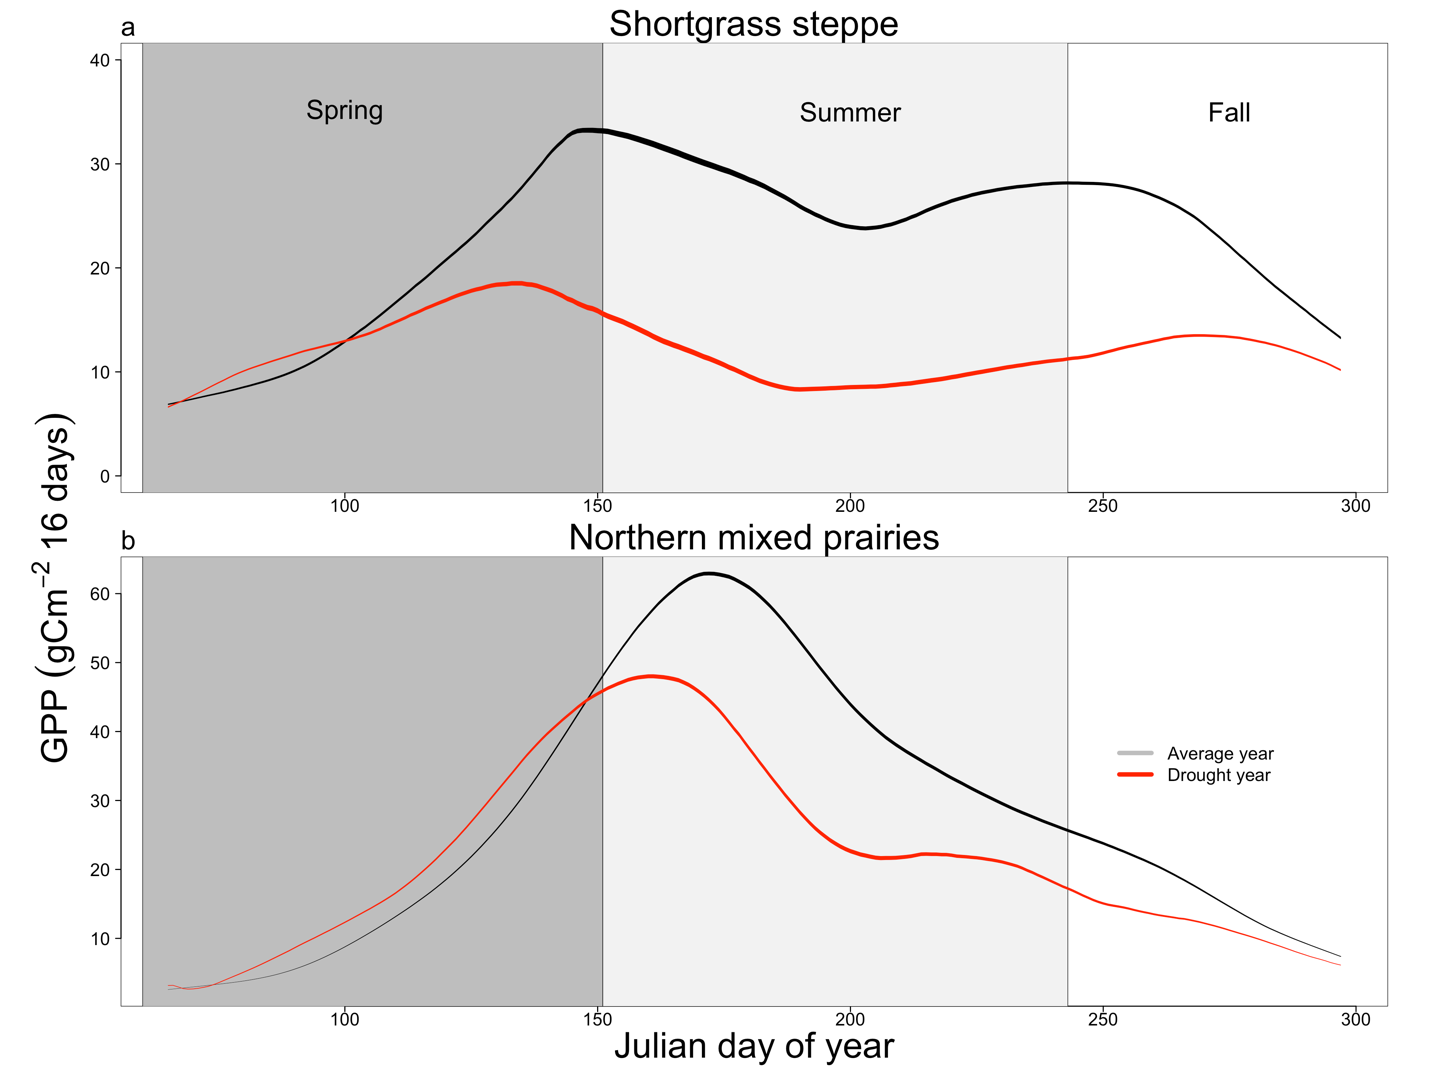 a
Shortgrass steppe
Spring
Summer
Fall
40
30
20
10
0
100
150
200
250
300
b
Northern mixed prairies
60
50
40
30
20
10
100
150
200
250
300
Average year
Drought year
GPP (gCm⁻² 16 days)
Julian day of year